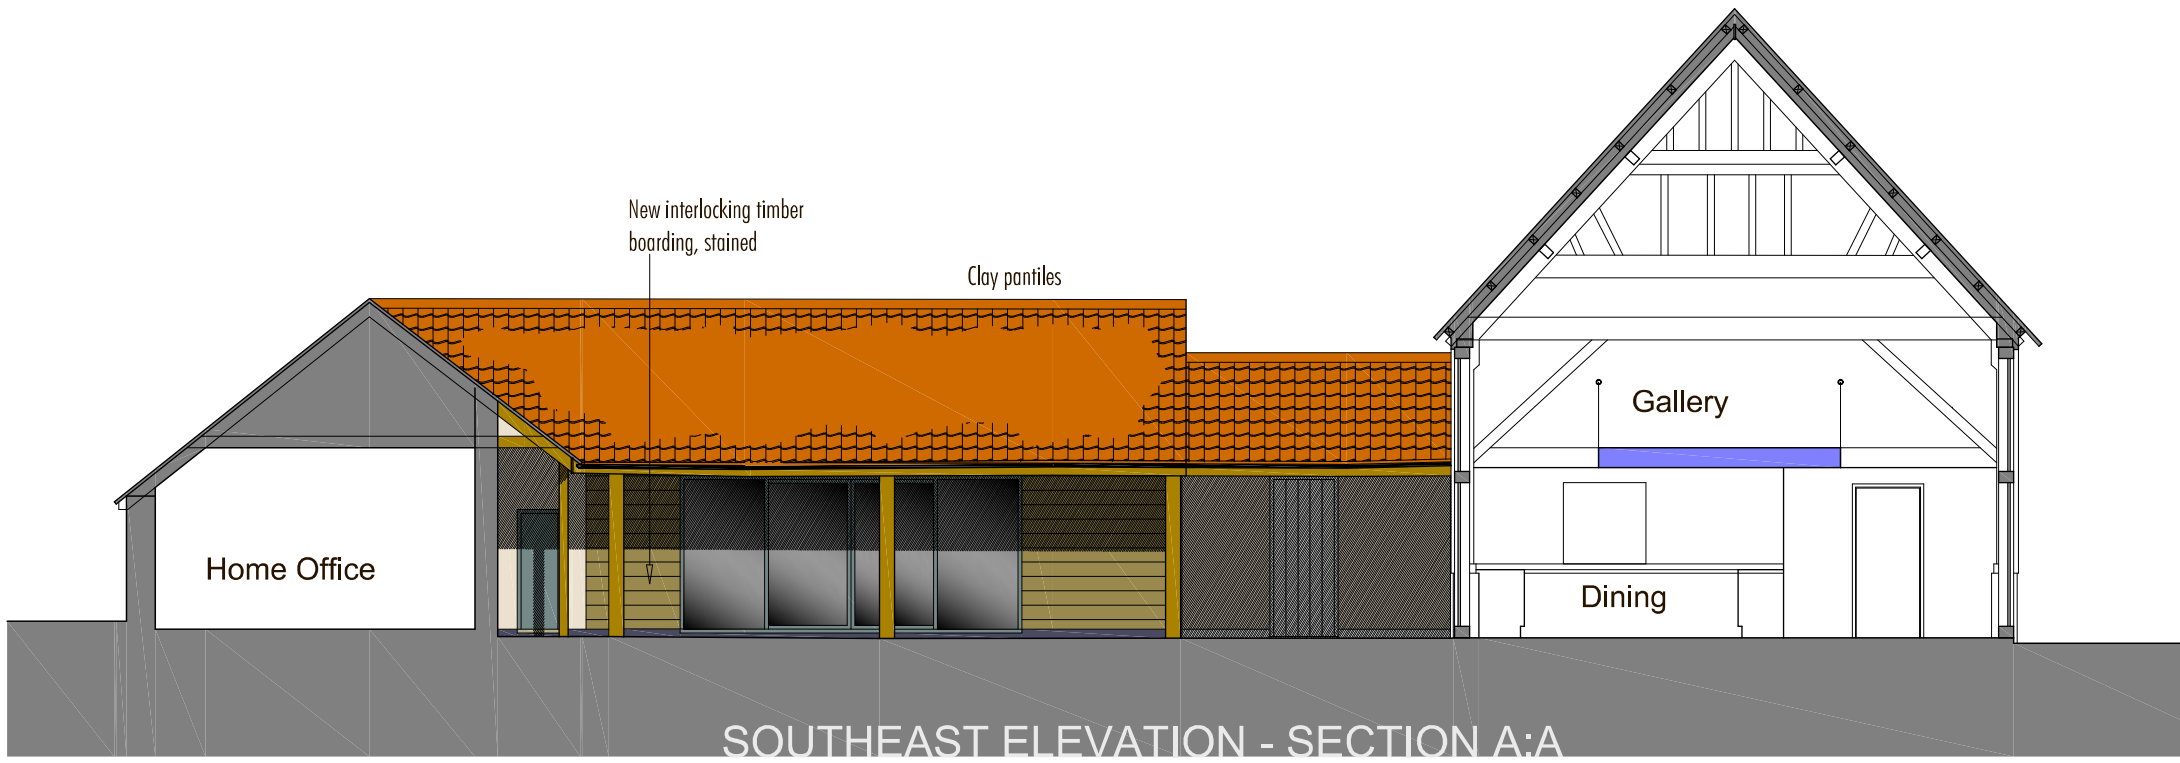 New interlocking timber
boarding, stained
Clay pantiles
Gallery
Home Office
Dining
SOUTHEAST ELEVATION - SECTION A:A